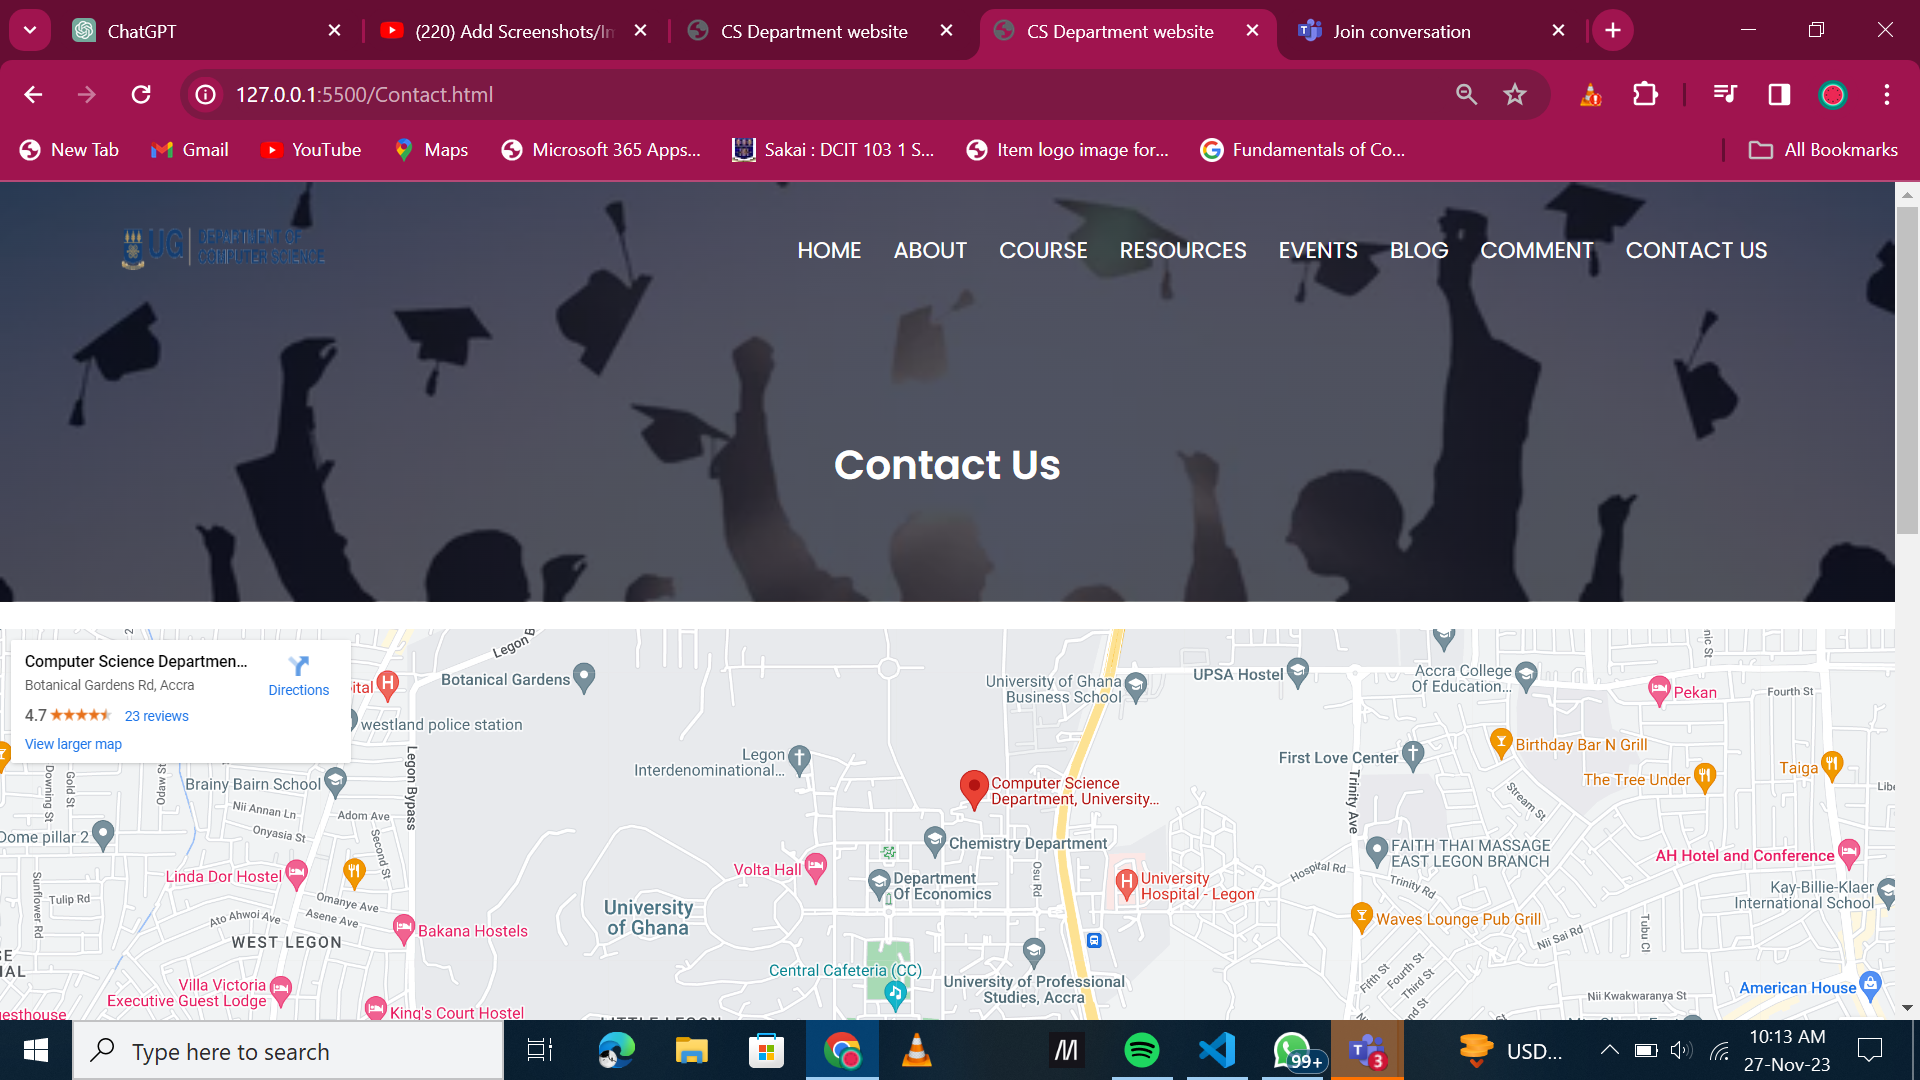 ChatGPT
(220) Add Screenshots/In
CS Department website
CS Department website
Join conversation
127.0.0.1:5500/Contact.html
New Tab
Gmail
YouTube
Maps
Microsoft 365 Apps...
Sakai : DCIT 103 1 S...
Item logo image for...
Fundamentals of Co...
All Bookmarks
UG
DEPARTMENT OF
COMPUTER SCIENCE
HOME
ABOUT
COURSE
RESOURCES
EVENTS
BLOG
COMMENT
CONTACT US
Contact Us
Computer Science Departmen...
Botanical Gardens Rd, Accra
4.7
23 reviews
View larger map
Directions
Legon B
Botanical Gardens
westland police station
University of Ghana
Business School
UPSA Hostel
Accra College
Of Education...
Pekan
Fourth St
Legon
Interdenominational...
First Love Center
Birthday Bar N Grill
The Tree Under
Taiga
Brainy Bairn School
Legon Bypass
Computer Science
Department, University...
Trinity Ave
Stream St
Downing St
Gold St
Opaw St
Nii Annan Ln
Adom Ave
Onyasia St
Second St
Dome pillar 2
Chemistry Department
FAITH THAI MASSAGE
EAST LEGON BRANCH
AH Hotel and Conference
Linda Dor Hostel
Volta Hall
Department
Of Economics
Osu Rd
University
Hospital - Legon
Hospital Rd
Trinity Rd
Kay-Billie-Klaer
International School
Sunflower Rd
Tulip Rd
Omanye Ave
Ato Ahwoi Ave
Asene Ave
University
of Ghana
Waves Lounge Pub Grill
WEST LEGON
Bakana Hostels
Nii Sai Rd
Tubu Cl
Central Cafeteria (CC)
University of Professional
Studies, Accra
Fifth St
Fourth St
Third St
Villa Victoria
Executive Guest Lodge
American House
Nii Kwakwaranya St
King's Court Hostel
Type here to search
99+
3
USD...
10:13 AM
27-Nov-23